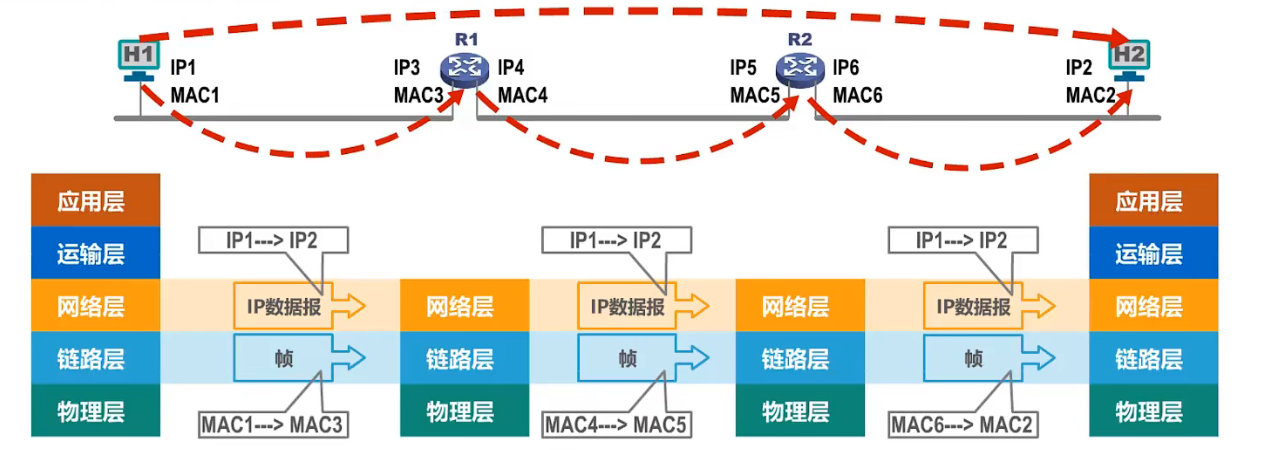 H1
R1
R2
H2
IP1
IP3
IP4
IP5
IP6
IP2
MAC1
MAC3
MAC4
MAC5
MAC6
MAC2
应用层
应用层
运输层
IP1---> IP2
IP1---> IP2
IP1---> IP2
运输层
网络层
IP数据报
网络层
IP数据报
网络层
IP数据报
网络层
链路层
帧
链路层
帧
链路层
帧
链路层
物理层
MAC1---> MAC3
物理层
MAC4---> MAC5
物理层
MAC6---> MAC2
物理层